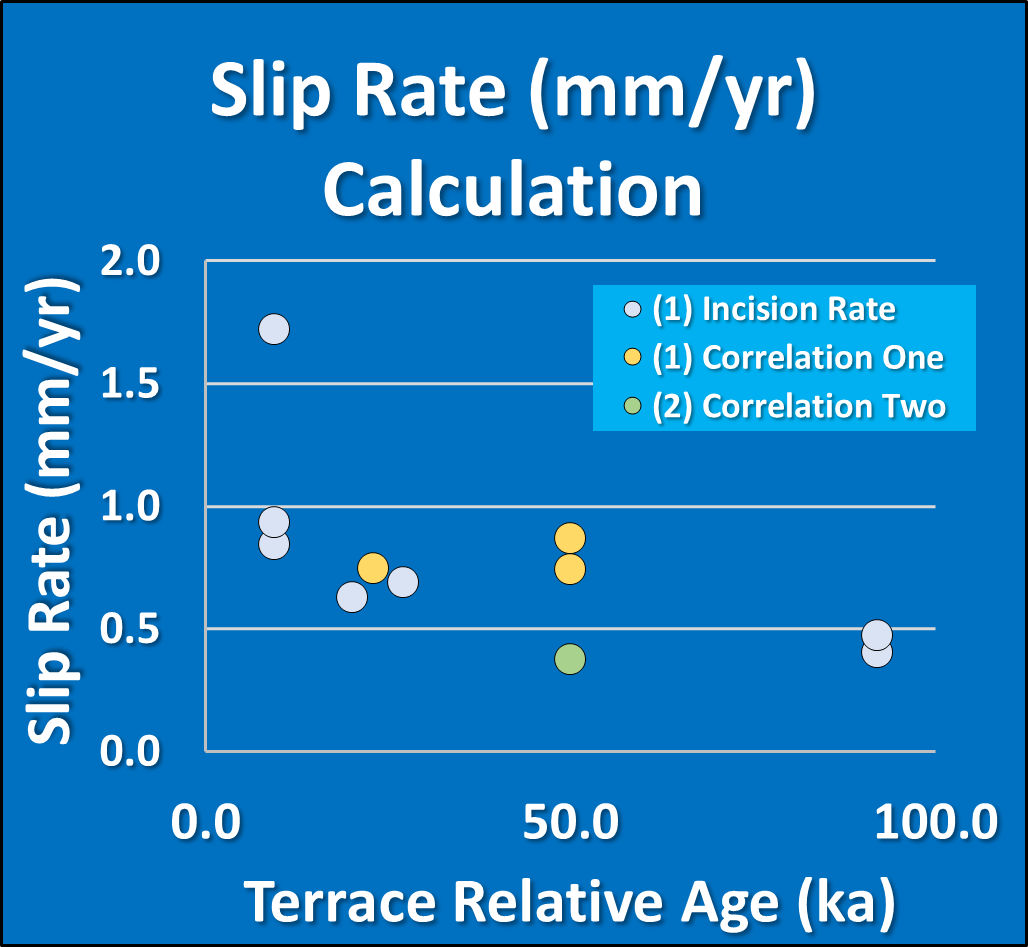 Slip Rate (mm/yr)
Calculation
2.0
(1) Incision Rate
(1) Correlation One
(2) Correlation Two
1.5
1.0
0.5
0.0
Slip Rate (mm/yr)
0.0 50.0 100.0
Terrace Relative Age (ka)